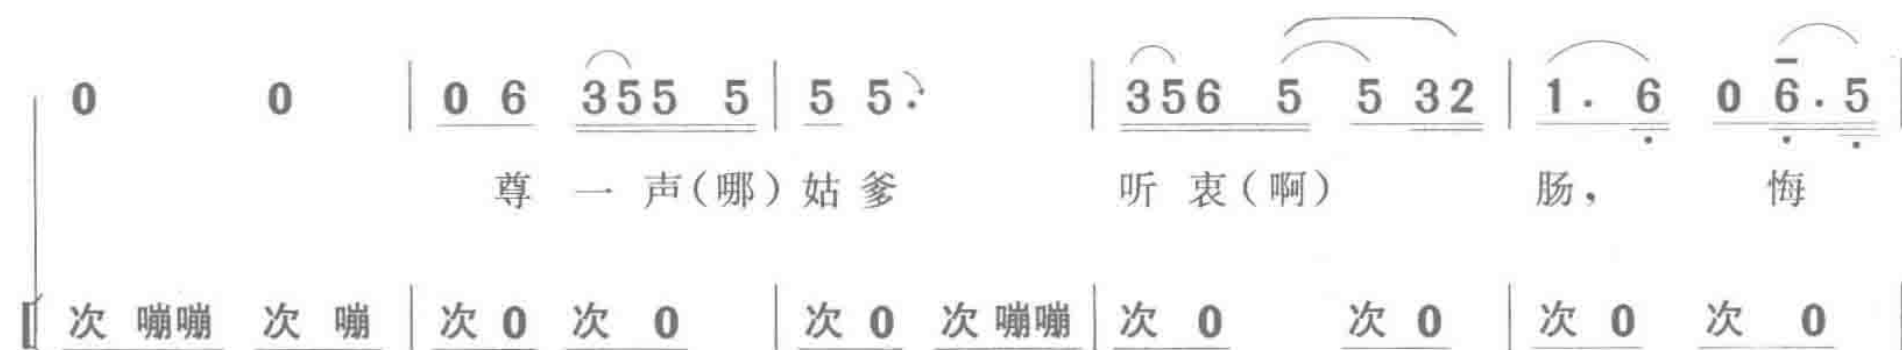 0 0 | 0 6 355 5 | 5 5. | 356 5 5 32 | 1. 6 0 6.5 |
尊 一 声(哪)姑爹 听 衷(啊) 肠， 悔
次 嘣嘣 次 嘣 | 次 0 次 0 | 次 0 次 嘣嘣 | 次 0 次 0 | 次 0 次 0 |